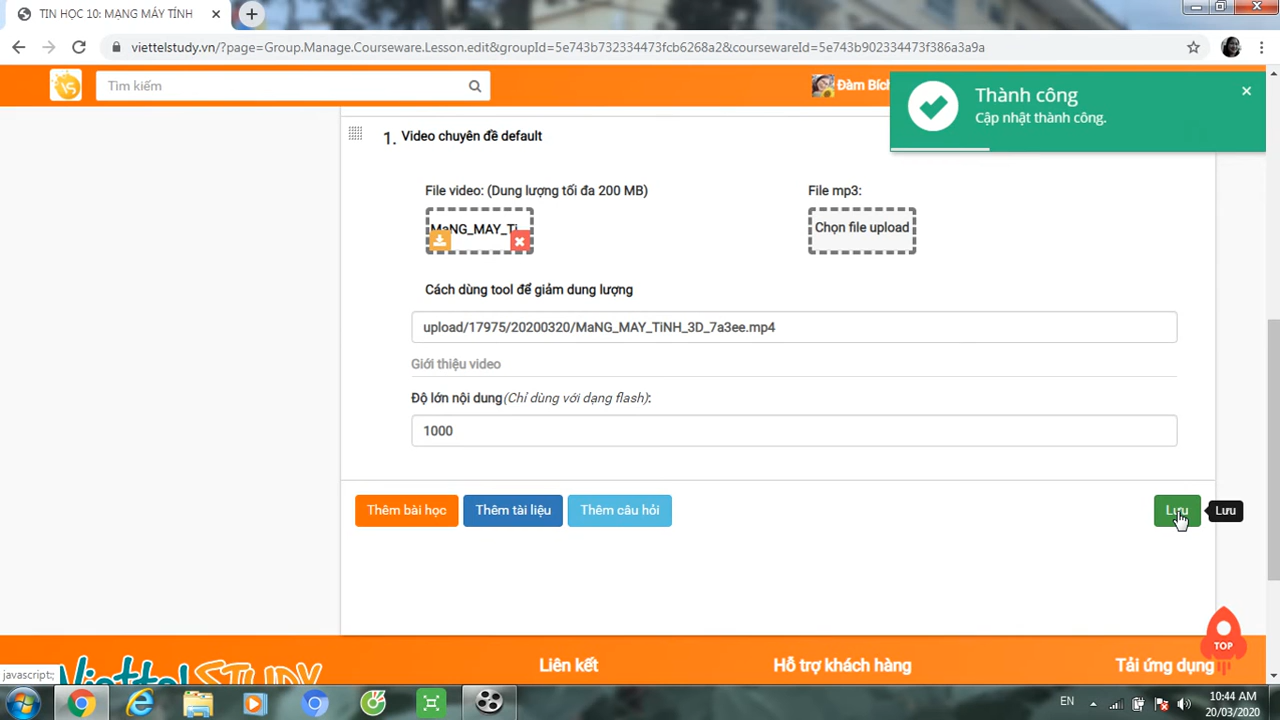 TIN HỌC 10: MẠNG MÁY TÍNH
viettelstudy.vn/?page=Group.Manage.Courseware.Lesson.edit&groupId=5e743b732334473fcb6268a2&coursewareId=5e743b902334473f386a0a9a
VS
Tìm kiếm
Đàm Bích
Thành công
Cập nhật thành công.
1. Video chuyên đề default
File video: (Dung lượng tối đa 200 MB)
File mp3:
MaNG_MAY_Ti
Chọn file upload
Cách dùng tool để giảm dung lượng
upload/17975/20200320/MaNG_MAY_TiNH_3D_7a3ee.mp4
Giới thiệu video
Độ lớn nội dung(Chỉ dùng với dạng flash):
1000
Thêm bài học
Thêm tài liệu
Thêm câu hỏi
Lưu
Lưu
TOP
Viettel STUDY
Liên kết
Hỗ trợ khách hàng
Tải ứng dụng
javascript:;
EN
10:44 AM
20/03/2020